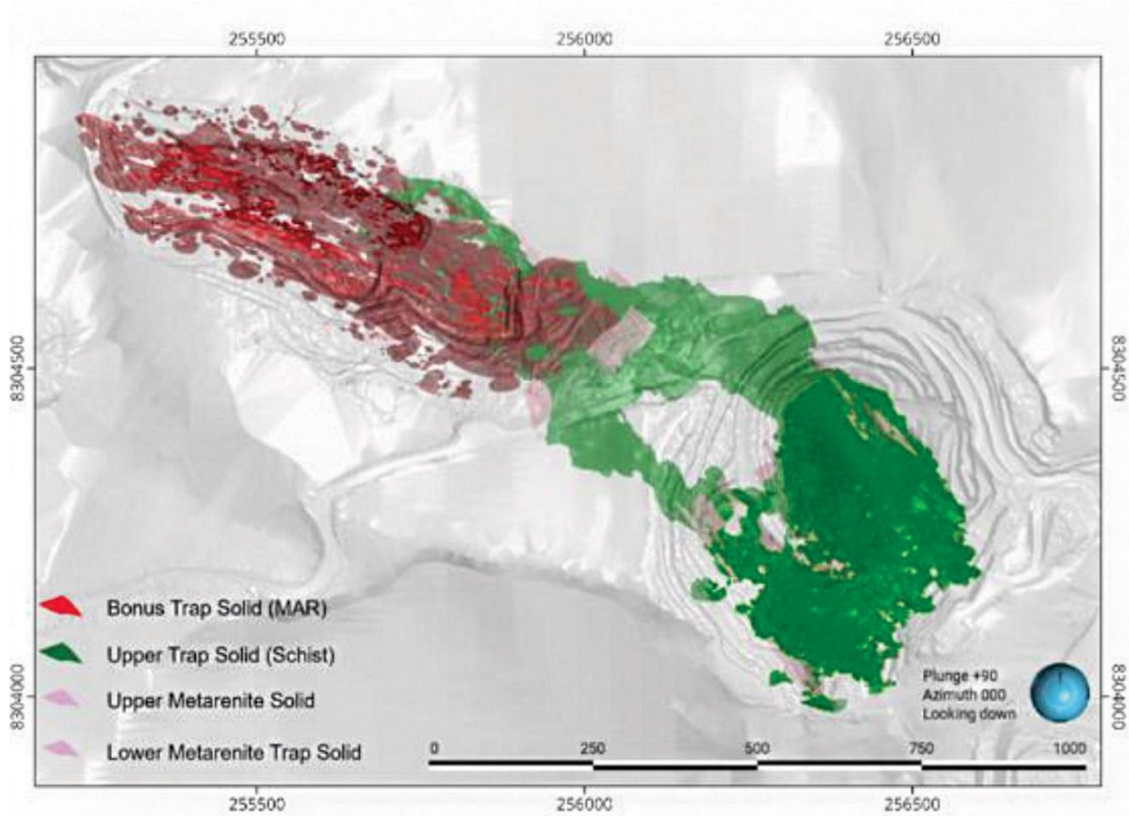 255500 256000 256500
8304500 8304500
Bonus Trap Solid (MAR)
Upper Trap Solid (Schist)
Upper Metarenite Solid
Lower Metarenite Trap Solid
8304000 8304000
Plunge +90
Azimuth 000
Looking down
0 250 500 750 1000
255500 256000 256500